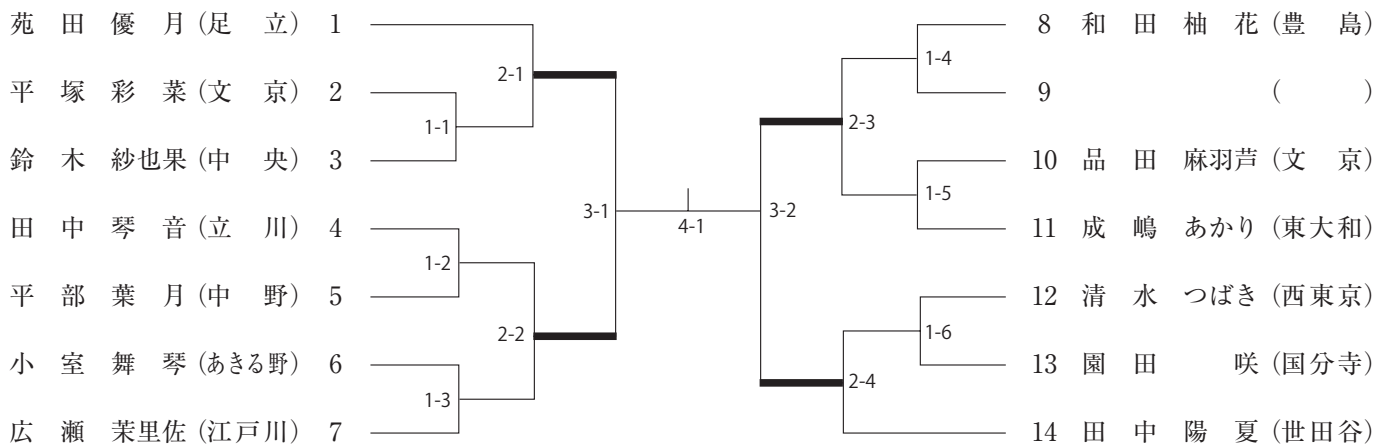 苑田優月（足立） 1
平塚彩菜（文京） 2
鈴木紗也果（中央） 3
田中琴音（立川） 4
平部葉月（中野） 5
小室舞琴（あきる野） 6
広瀬茉里佐（江戸川） 7
1-1
1-2
1-3
2-1
2-2
3-1
4-1
3-2
2-3
2-4
1-4
1-5
1-6
8 和田柚花（豊島）
9 （ ）
10 品田麻羽芦（文京）
11 成嶋あかり（東大和）
12 清水つばき（西東京）
13 園田咲（国分寺）
14 田中陽夏（世田谷）